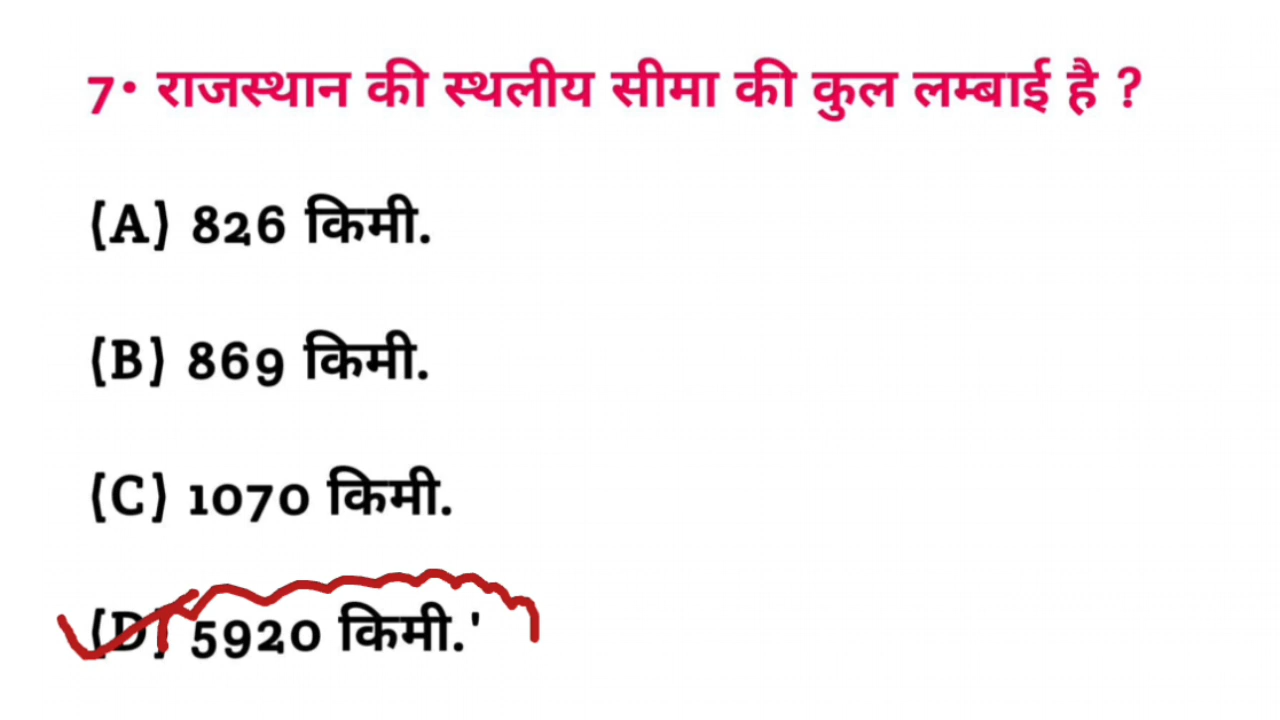 7• राजस्थान की स्थलीय सीमा की कुल लम्बाई है ?
(A) 826 किमी.
(B) 869 किमी.
(C) 1070 किमी.
(D) 5920 किमी.'